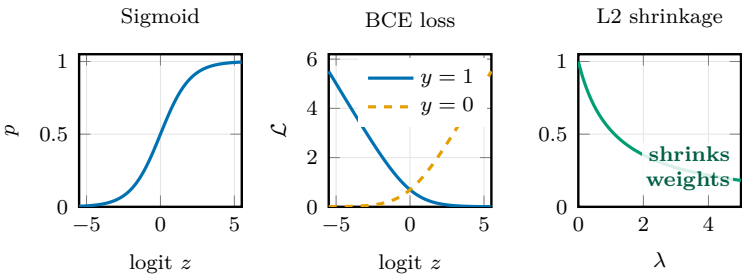 Sigmoid
1
0.5
0
p
−5
0
5
logit z
BCE loss
6
4
2
0
ℒ
y = 1
y = 0
−5
0
5
logit z
L2 shrinkage
1
0.5
0
shrinks
weights
0
2
4
λ